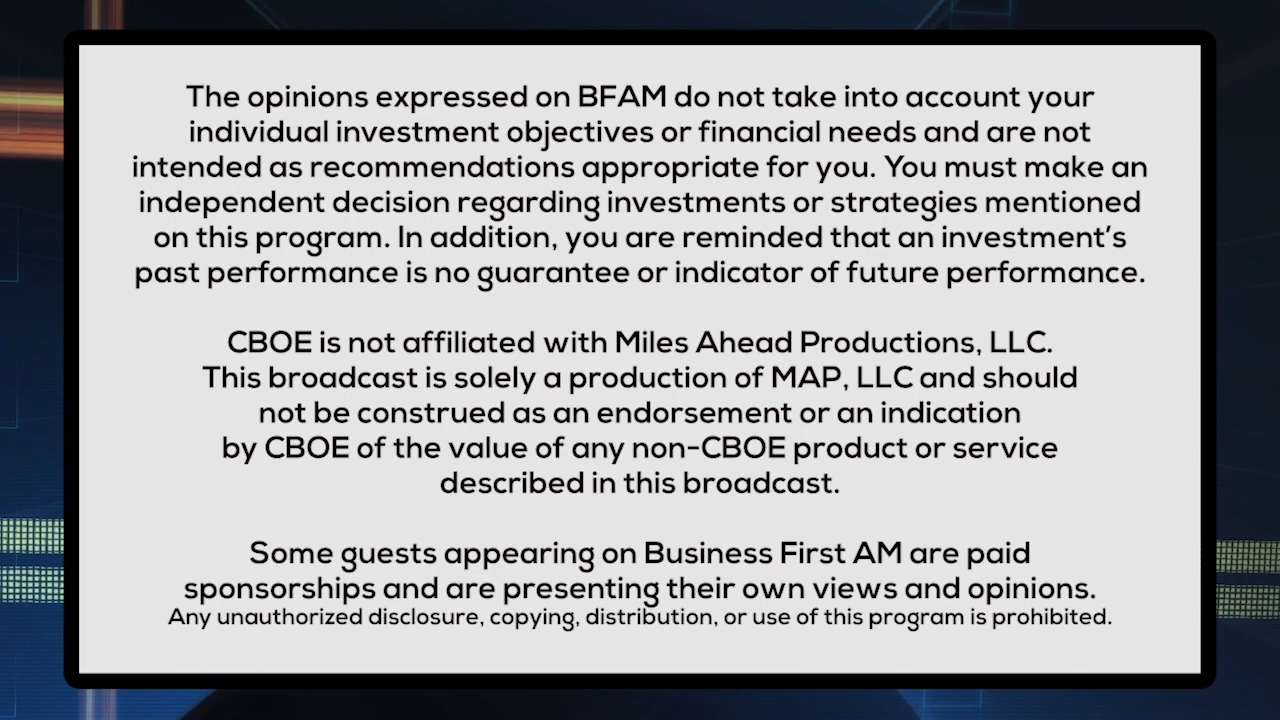 The opinions expressed on BFAM do not take into account your
individual investment objectives or financial needs and are not
intended as recommendations appropriate for you. You must make an
independent decision regarding investments or strategies mentioned
on this program. In addition, you are reminded that an investment's
past performance is no guarantee or indicator of future performance.
CBOE is not affiliated with Miles Ahead Productions, LLC.
This broadcast is solely a production of MAP, LLC and should
not be construed as an endorsement or an indication
by CBOE of the value of any non-CBOE product or service
described in this broadcast.
Some guests appearing on Business First AM are paid
sponsorships and are presenting their own views and opinions.
Any unauthorized disclosure, copying, distribution, or use of this program is prohibited.